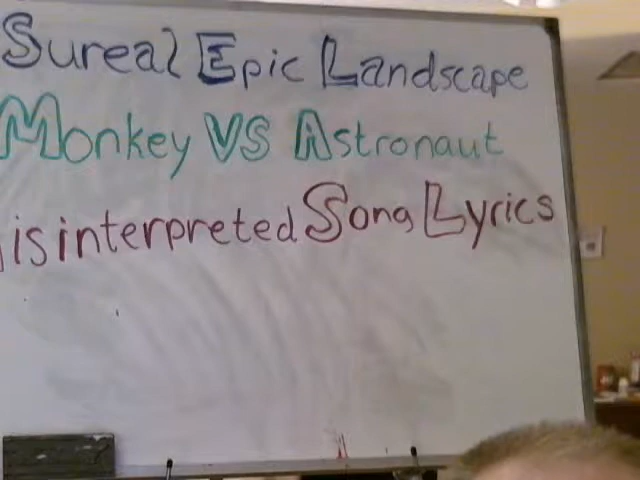 Sureal Epic Landscape
Monkey VS Astronaut
isinterpreted Song Lyrics